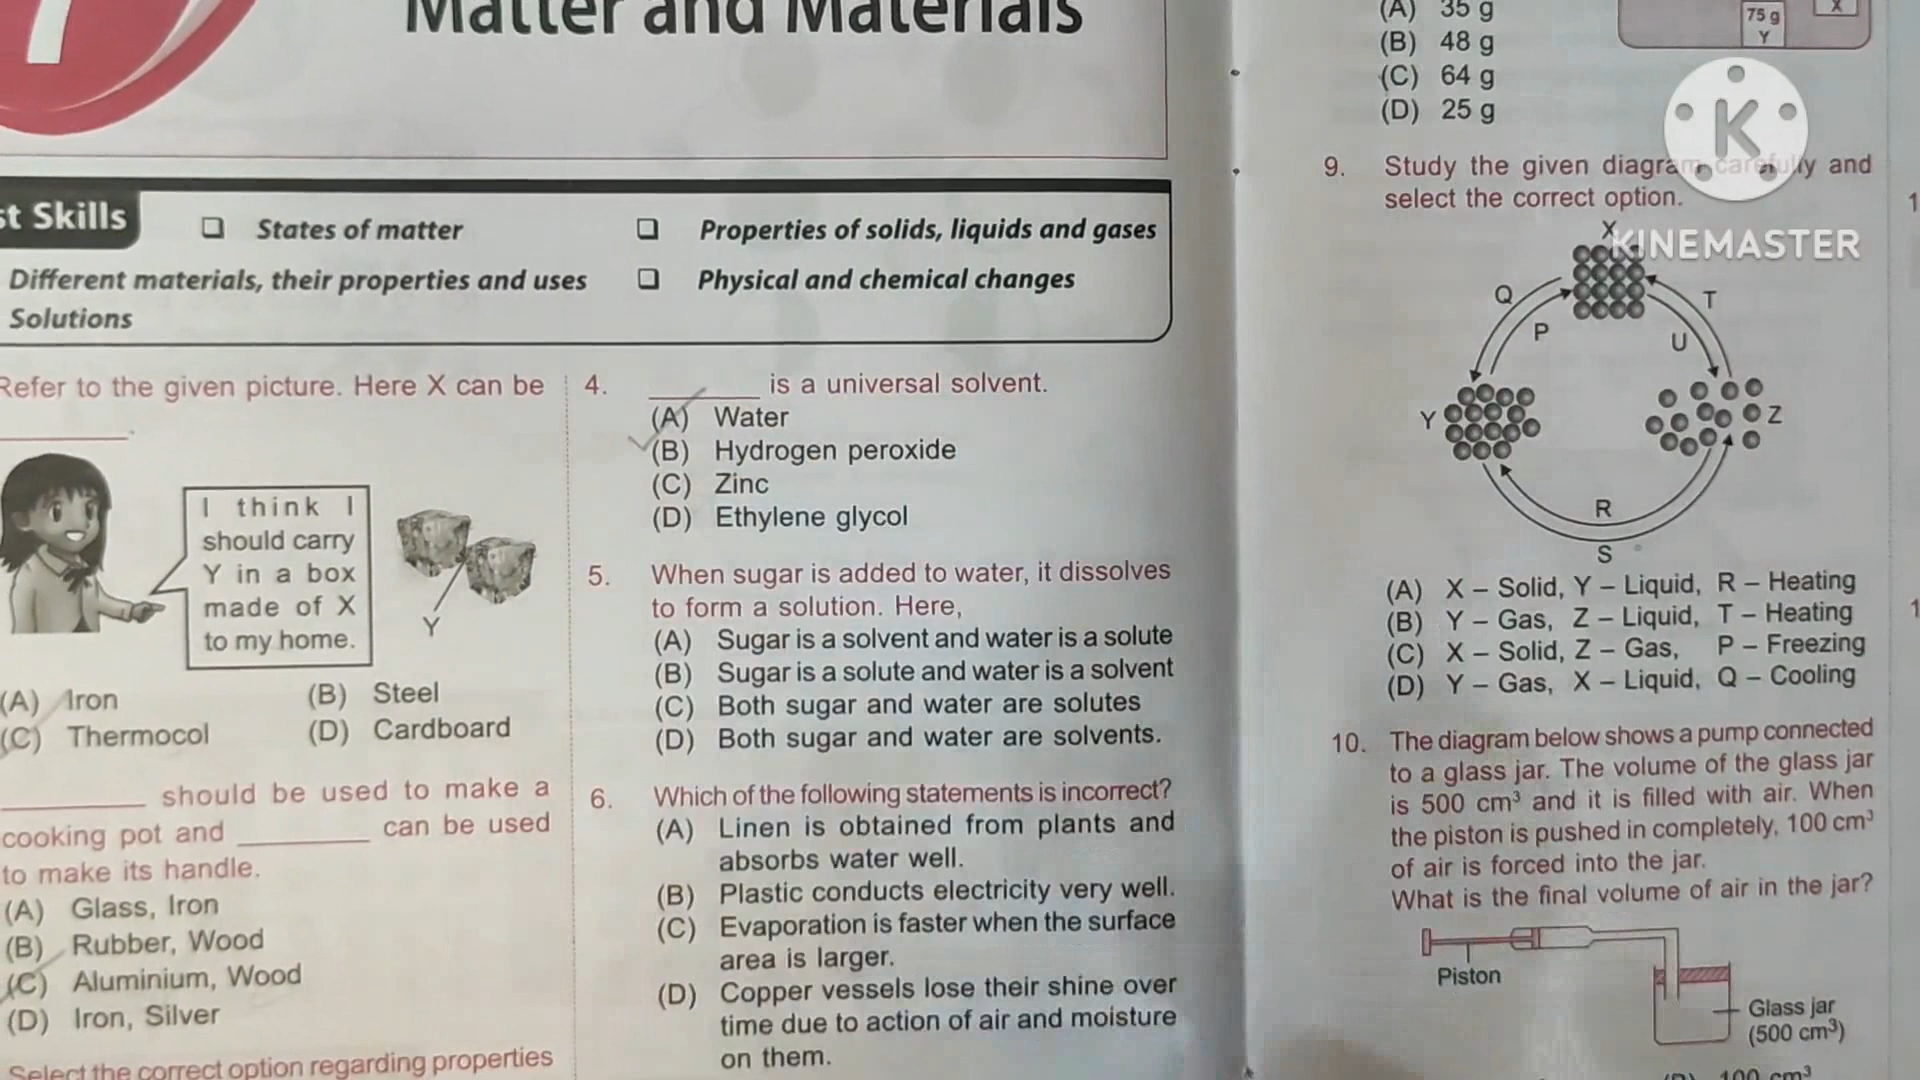 Matter and Materials
st Skills
❑ States of matter
❑ Properties of solids, liquids and gases
Different materials, their properties and uses
❑ Physical and chemical changes
Solutions
Refer to the given picture. Here X can be
________.
I think I
should carry
Y in a box
made of X
to my home.
Y
(A) Iron
(B) Steel
(C) Thermocol
(D) Cardboard
________ should be used to make a
cooking pot and ________ can be used
to make its handle.
(A) Glass, Iron
(B) Rubber, Wood
(C) Aluminium, Wood
(D) Iron, Silver
Select the correct option regarding properties
4. ________ is a universal solvent.
(A) Water
(B) Hydrogen peroxide
(C) Zinc
(D) Ethylene glycol
5. When sugar is added to water, it dissolves
to form a solution. Here,
(A) Sugar is a solvent and water is a solute
(B) Sugar is a solute and water is a solvent
(C) Both sugar and water are solutes
(D) Both sugar and water are solvents.
6. Which of the following statements is incorrect?
(A) Linen is obtained from plants and
absorbs water well.
(B) Plastic conducts electricity very well.
(C) Evaporation is faster when the surface
area is larger.
(D) Copper vessels lose their shine over
time due to action of air and moisture
on them.
(A) 35 g
(B) 48 g
(C) 64 g
(D) 25 g
75 g
Y
X
K
KINEMASTER
9. Study the given diagram carefully and
select the correct option.
X
Q
T
P
U
Y
Z
R
S
(A) X – Solid, Y – Liquid, R – Heating
(B) Y – Gas, Z – Liquid, T – Heating
(C) X – Solid, Z – Gas, P – Freezing
(D) Y – Gas, X – Liquid, Q – Cooling
10. The diagram below shows a pump connected
to a glass jar. The volume of the glass jar
is 500 cm³ and it is filled with air. When
the piston is pushed in completely, 100 cm³
of air is forced into the jar.
What is the final volume of air in the jar?
Piston
Glass jar
(500 cm³)
100 cm³